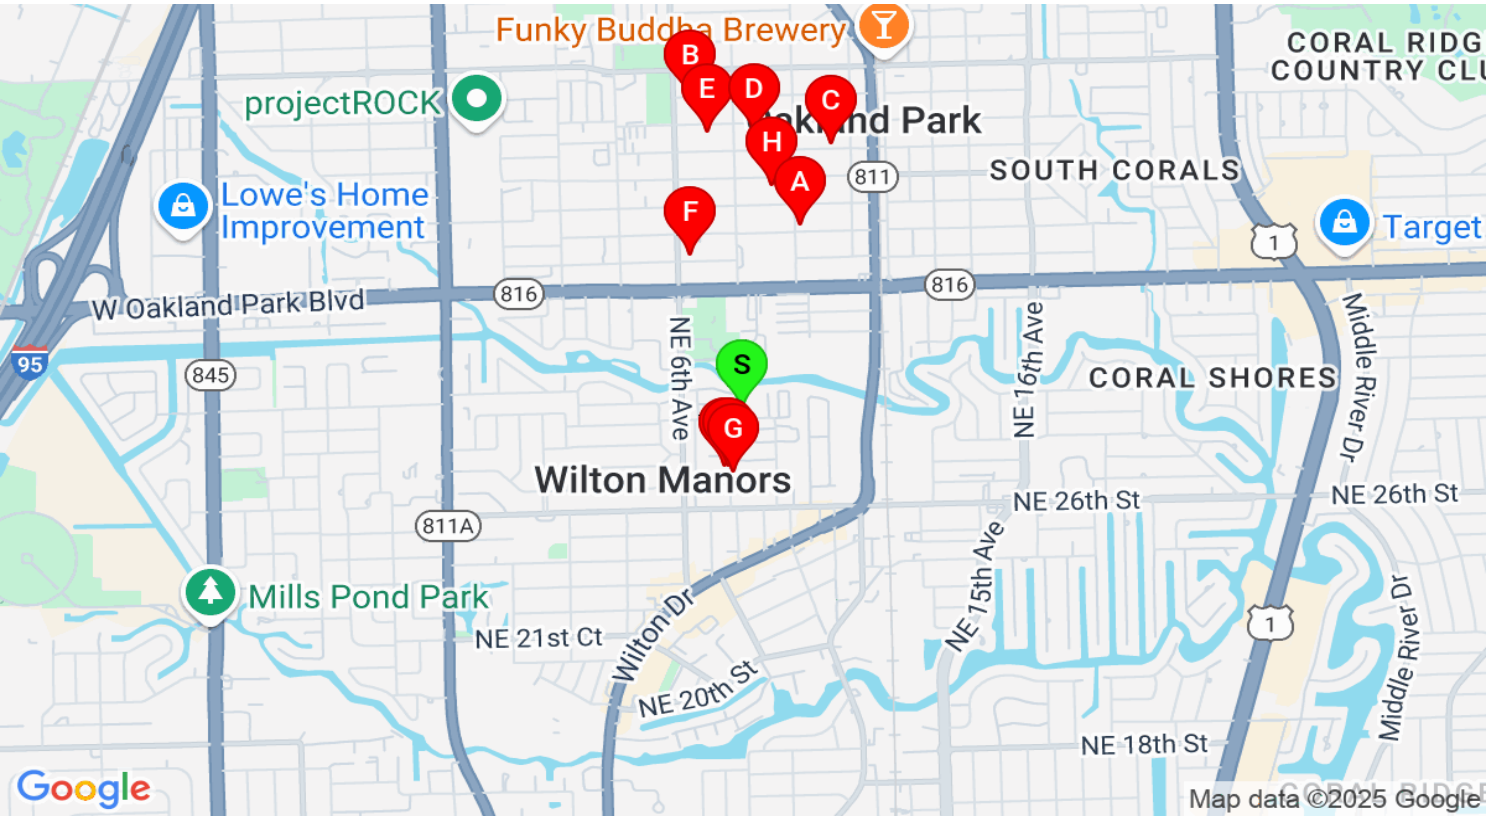 Funky Buddha Brewery
CORAL RIDG
COUNTRY CLU
B
E
D
C
projectROCK
Oakland Park
H
SOUTH CORALS
A
811
Lowe's Home
Improvement
F
Target
1
816
816
W Oakland Park Blvd
NE 6th Ave
NE 16th Ave
Middle River Dr
95
845
S
CORAL SHORES
G
Wilton Manors
NE 26th St
NE 26th St
811A
NE 15th Ave
Mills Pond Park
Wilton Dr
NE 21st Ct
1
Middle River Dr
NE 20th St
NE 18th St
Google
Map data ©2025 Google
CORAL RIDGE